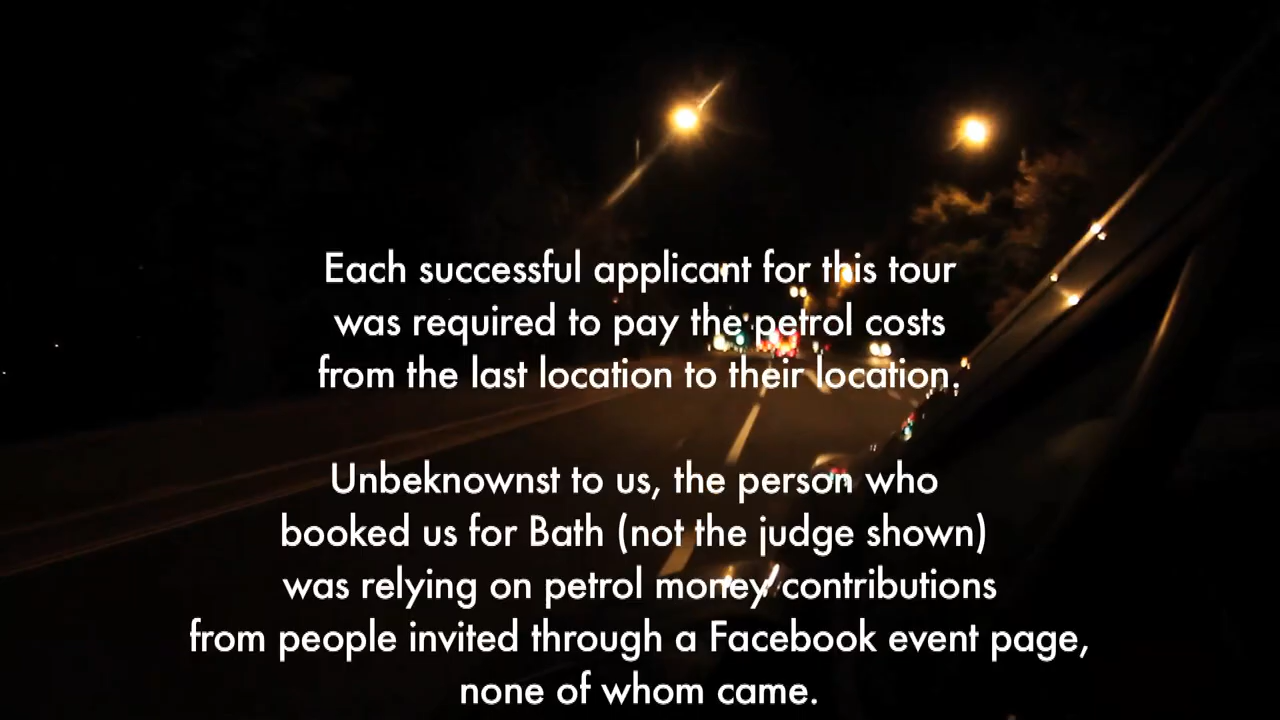 Each successful applicant for this tour
was required to pay the petrol costs
from the last location to their location.
Unbeknownst to us, the person who
booked us for Bath (not the judge shown)
was relying on petrol money contributions
from people invited through a Facebook event page,
none of whom came.